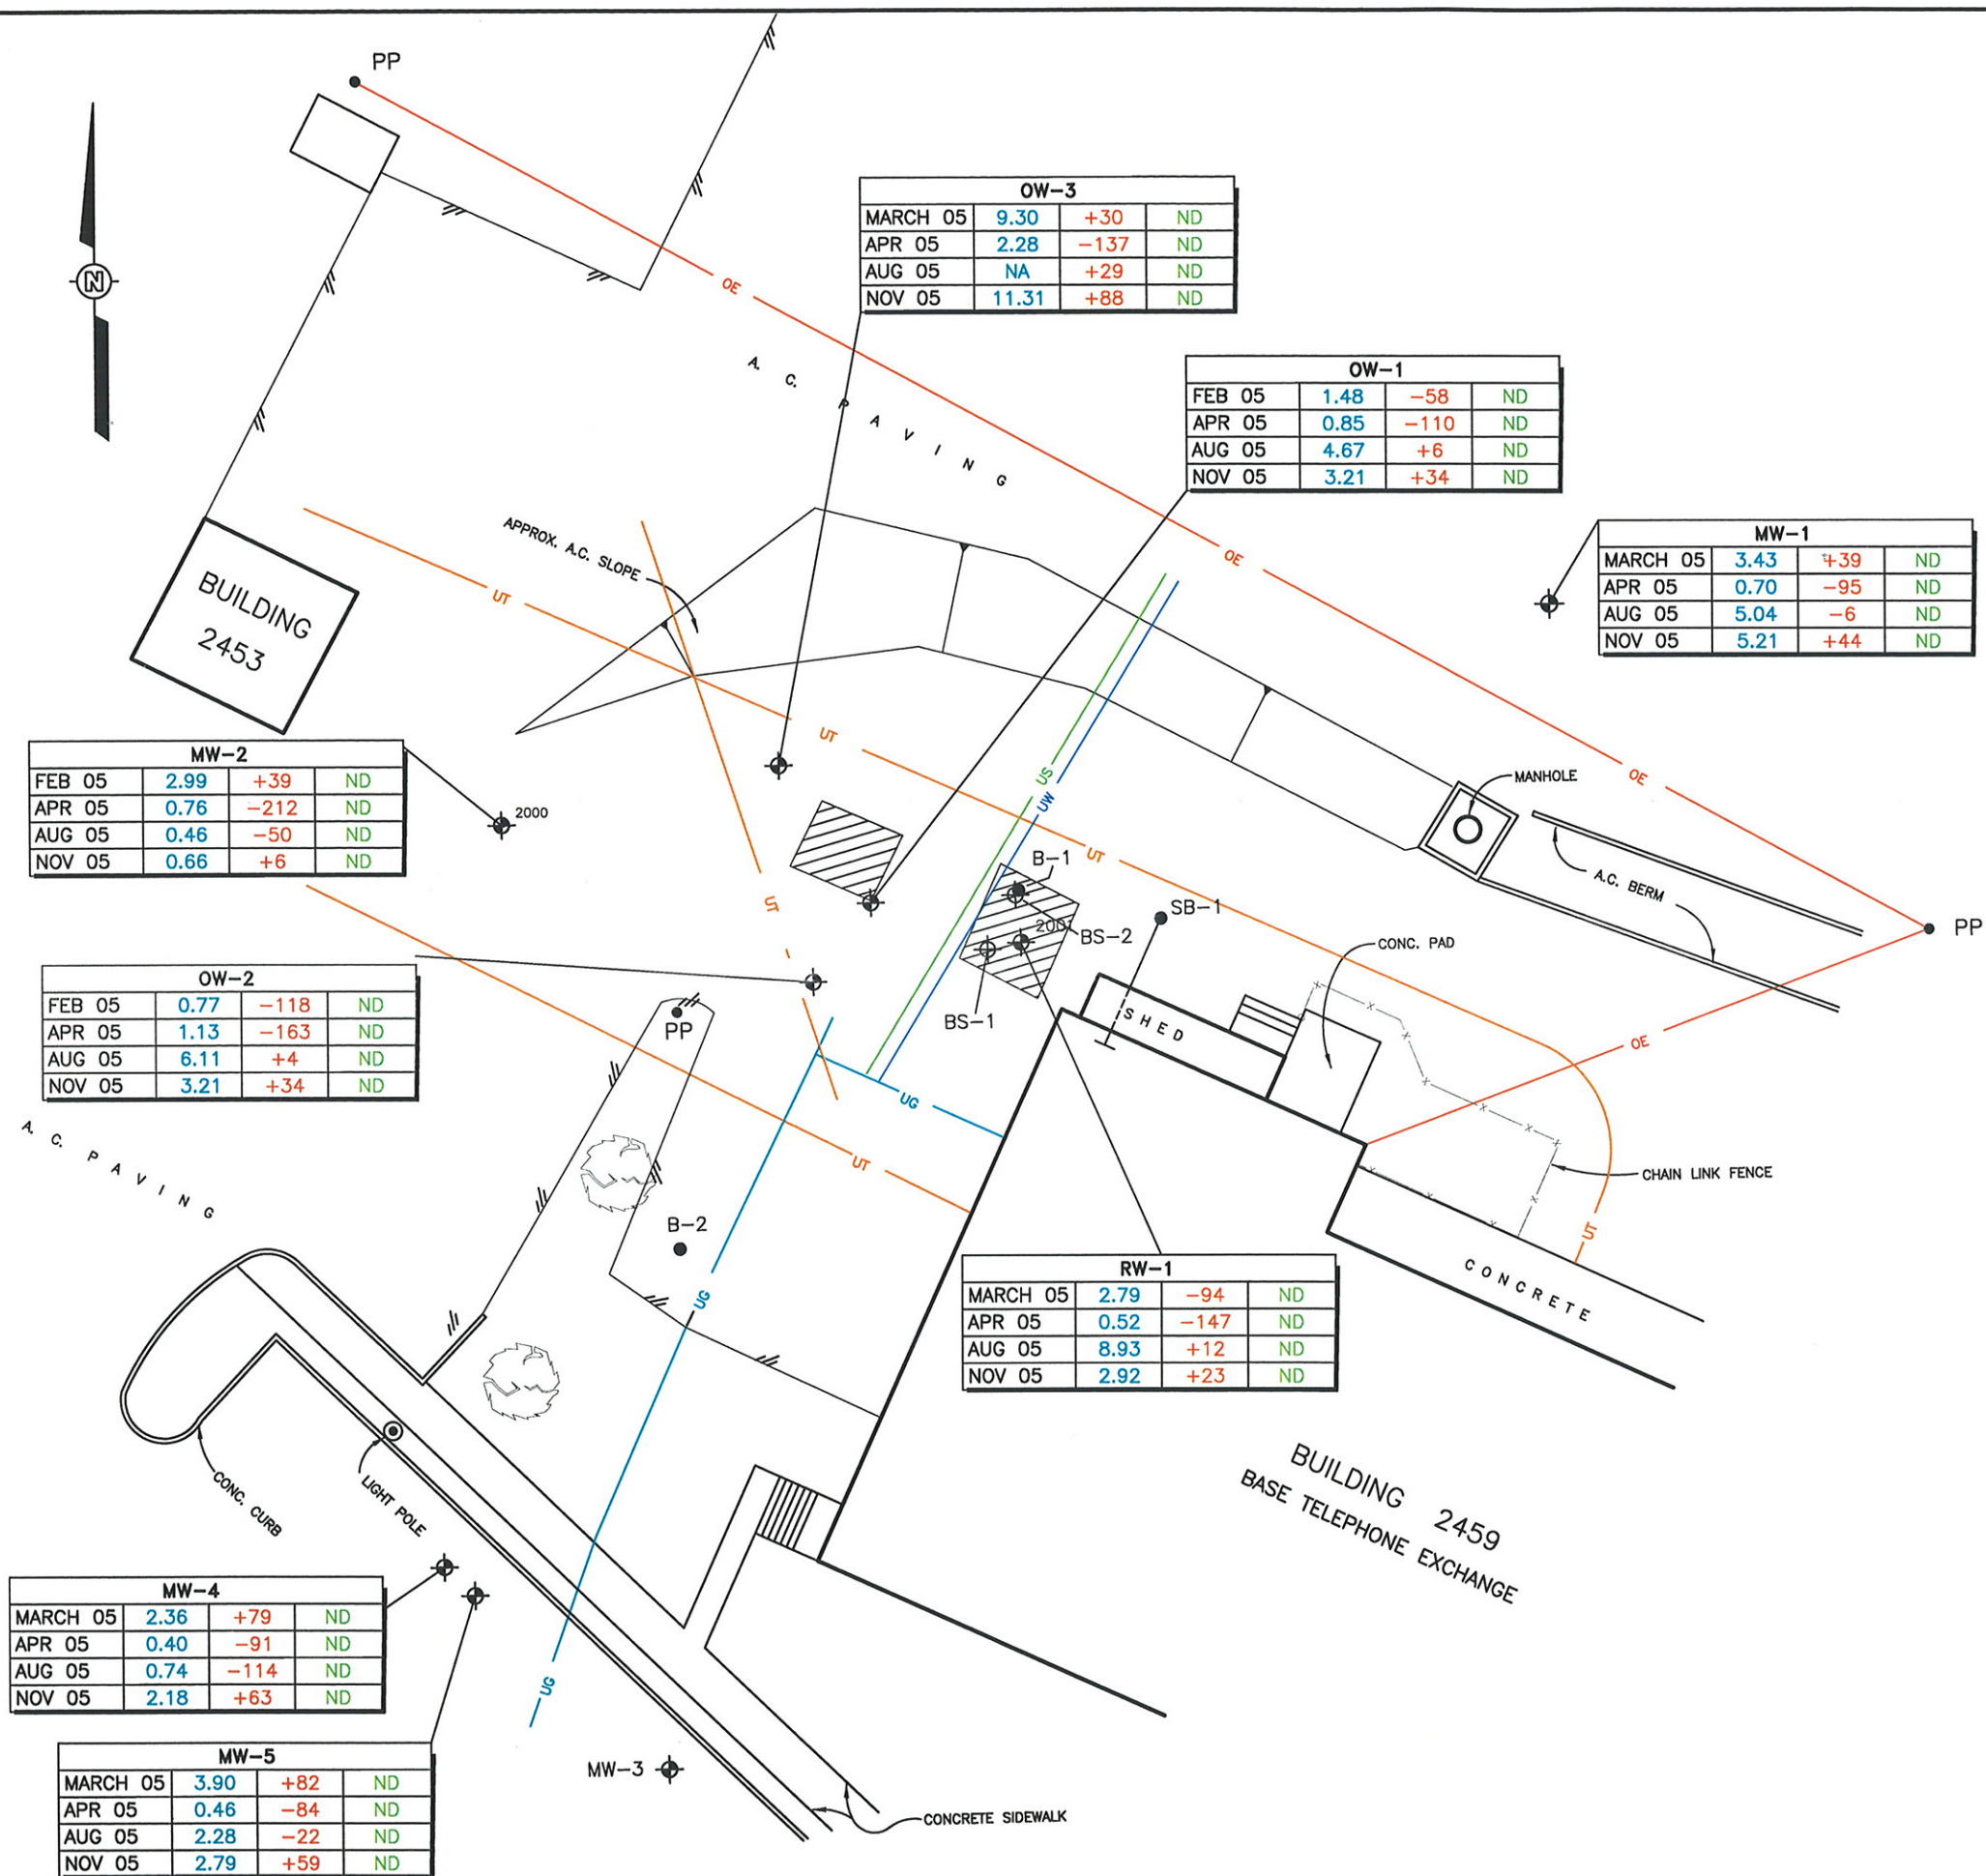 PP
N
OW-3
MARCH 05 9.30 +30 ND
APR 05 2.28 -137 ND
AUG 05 NA +29 ND
NOV 05 11.31 +88 ND
OE
A. C. PAVING
OW-1
FEB 05 1.48 -58 ND
APR 05 0.85 -110 ND
AUG 05 4.67 +6 ND
NOV 05 3.21 +34 ND
MW-1
MARCH 05 3.43 +39 ND
APR 05 0.70 -95 ND
AUG 05 5.04 -6 ND
NOV 05 5.21 +44 ND
APPROX. A.C. SLOPE
OE
UT
BUILDING
2453
UT
MW-2
FEB 05 2.99 +39 ND
APR 05 0.76 -212 ND
AUG 05 0.46 -50 ND
NOV 05 0.66 +6 ND
2000
US
UW
OE
MANHOLE
UT
B-1
A.C. BERM
UT
SB-1
2001
BS-2
BS-1
CONC. PAD
PP
OW-2
FEB 05 0.77 -118 ND
APR 05 1.13 -163 ND
AUG 05 6.11 +4 ND
NOV 05 3.21 +34 ND
PP
SHED
OE
UG
A. C. PAVING
UT
CHAIN LINK FENCE
B-2
UT
RW-1
MARCH 05 2.79 -94 ND
APR 05 0.52 -147 ND
AUG 05 8.93 +12 ND
NOV 05 2.92 +23 ND
CONCRETE
UG
CONC. CURB
LIGHT POLE
BUILDING 2459
BASE TELEPHONE EXCHANGE
MW-4
MARCH 05 2.36 +79 ND
APR 05 0.40 -91 ND
AUG 05 0.74 -114 ND
NOV 05 2.18 +63 ND
UG
MW-5
MARCH 05 3.90 +82 ND
APR 05 0.46 -84 ND
AUG 05 2.28 -22 ND
NOV 05 2.79 +59 ND
MW-3
CONCRETE SIDEWALK